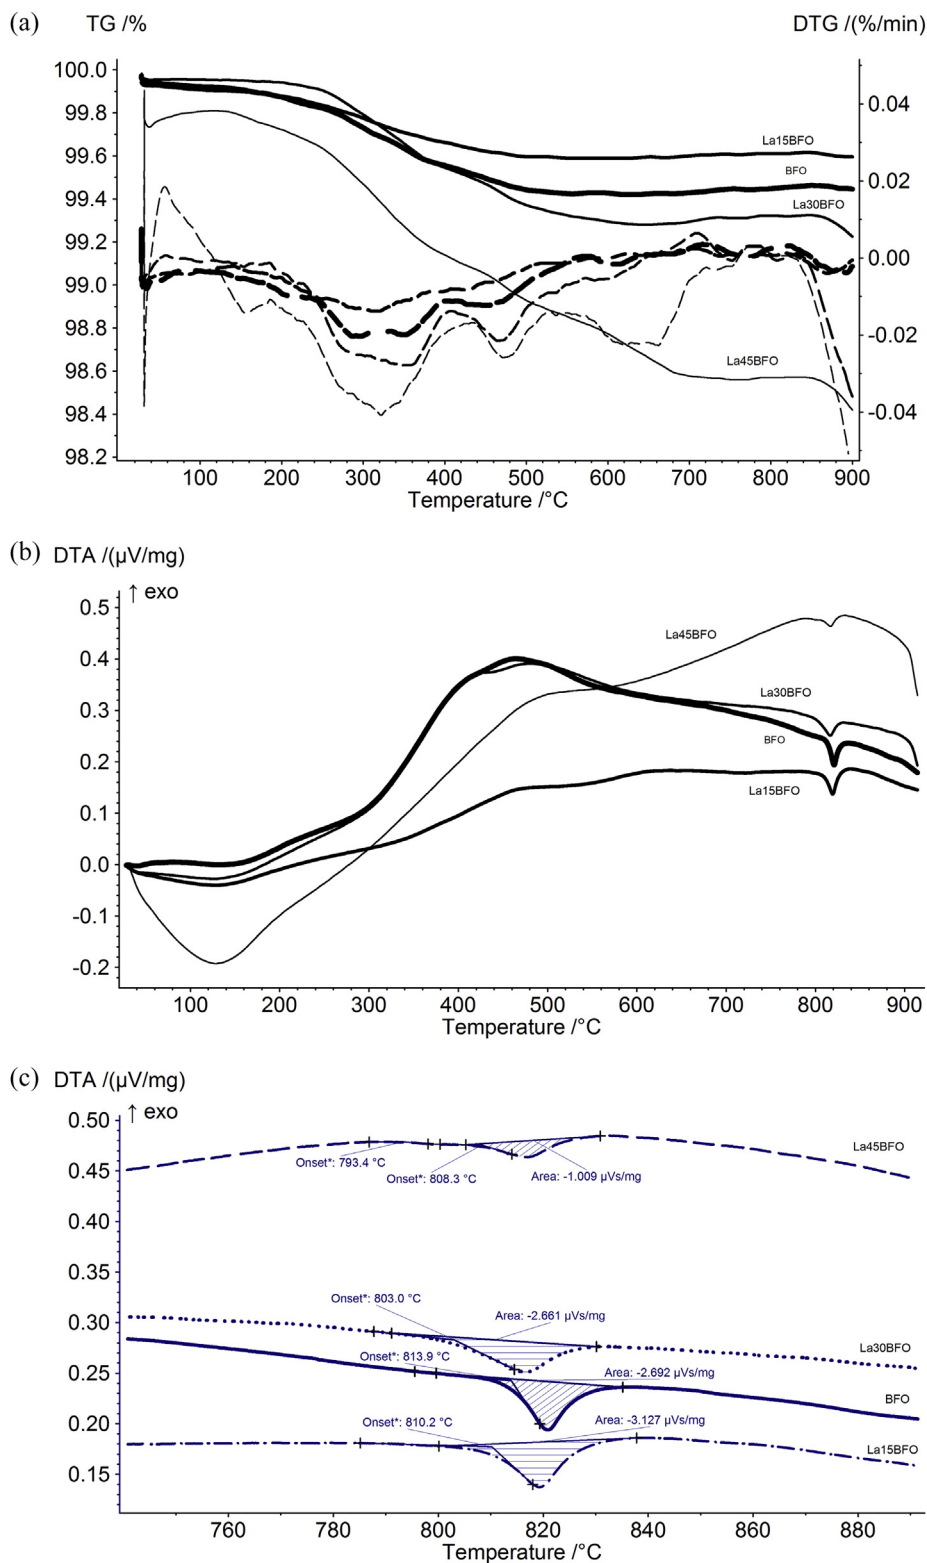 (a) TG /% DTG /(%/min)
100.0
99.8
99.6
99.4
99.2
99.0
98.8
98.6
98.4
98.2
0.04
0.02
0.00
-0.02
-0.04
La15BFO
BFO
La30BFO
La45BFO
100 200 300 400 500 600 700 800 900
Temperature /°C
(b) DTA /(µV/mg)
↑ exo
0.5
0.4
0.3
0.2
0.1
0.0
-0.1
-0.2
La45BFO
La30BFO
BFO
La15BFO
100 200 300 400 500 600 700 800 900
Temperature /°C
(c) DTA /(µV/mg)
↑ exo
0.50
0.45
0.40
0.35
0.30
0.25
0.20
0.15
La45BFO
Onset*: 793.4 °C
Onset*: 808.3 °C
Area: -1.009 µVs/mg
Onset*: 803.0 °C
Area: -2.661 µVs/mg
La30BFO
Onset*: 813.9 °C
Area: -2.692 µVs/mg
BFO
Onset*: 810.2 °C
Area: -3.127 µVs/mg
La15BFO
760 780 800 820 840 860 880
Temperature /°C